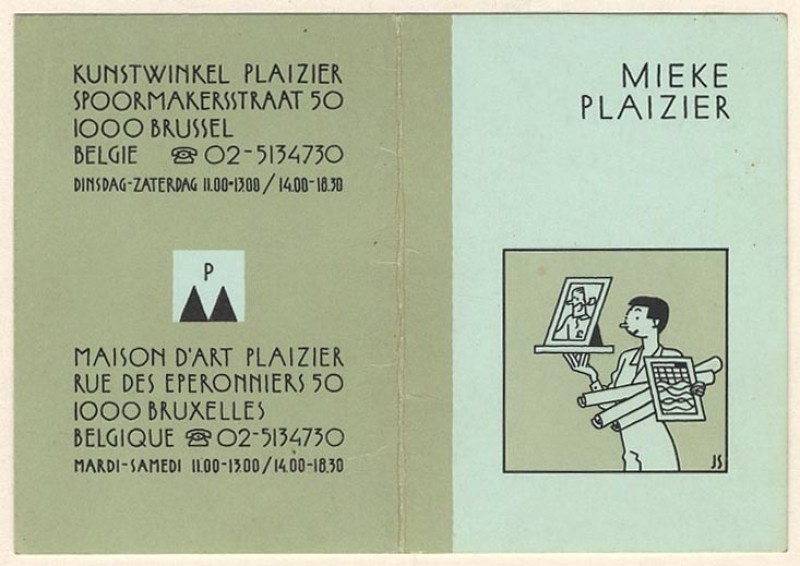 KUNSTWINKEL PLAIZIER
SPOORMAKERSSTRAAT 50
1000 BRUSSEL
BELGIE ☎ 02-5134730
DINSDAG-ZATERDAG 11.00-13.00/14.00-18.30
P
MAISON D'ART PLAIZIER
RUE DES EPERONNIERS 50
1000 BRUXELLES
BELGIQUE ☎ 02-5134730
MARDI-SAMEDI 11.00-13.00/14.00-18.30
MIEKE
PLAIZIER
JS